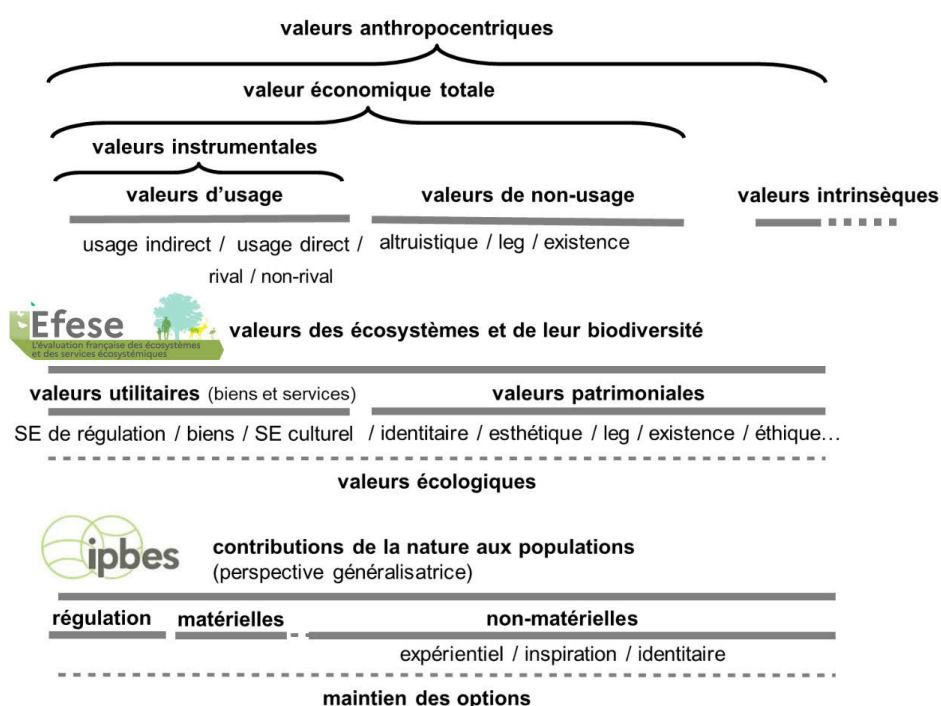 valeurs anthropocentriques
valeur économique totale
valeurs instrumentales
valeurs d'usage
valeurs de non-usage
valeurs intrinsèques
usage indirect / usage direct /
altruistique / leg / existence
rival / non-rival
Efese
L'évaluation française des écosystèmes
et des services écosystémiques
valeurs des écosystèmes et de leur biodiversité
valeurs utilitaires (biens et services)
valeurs patrimoniales
SE de régulation / biens / SE culturel / identitaire / esthétique / leg / existence / éthique...
valeurs écologiques
ipbes
contributions de la nature aux populations
(perspective généralisatrice)
régulation
matérielles
non-matérielles
expérientiel / inspiration / identitaire
maintien des options